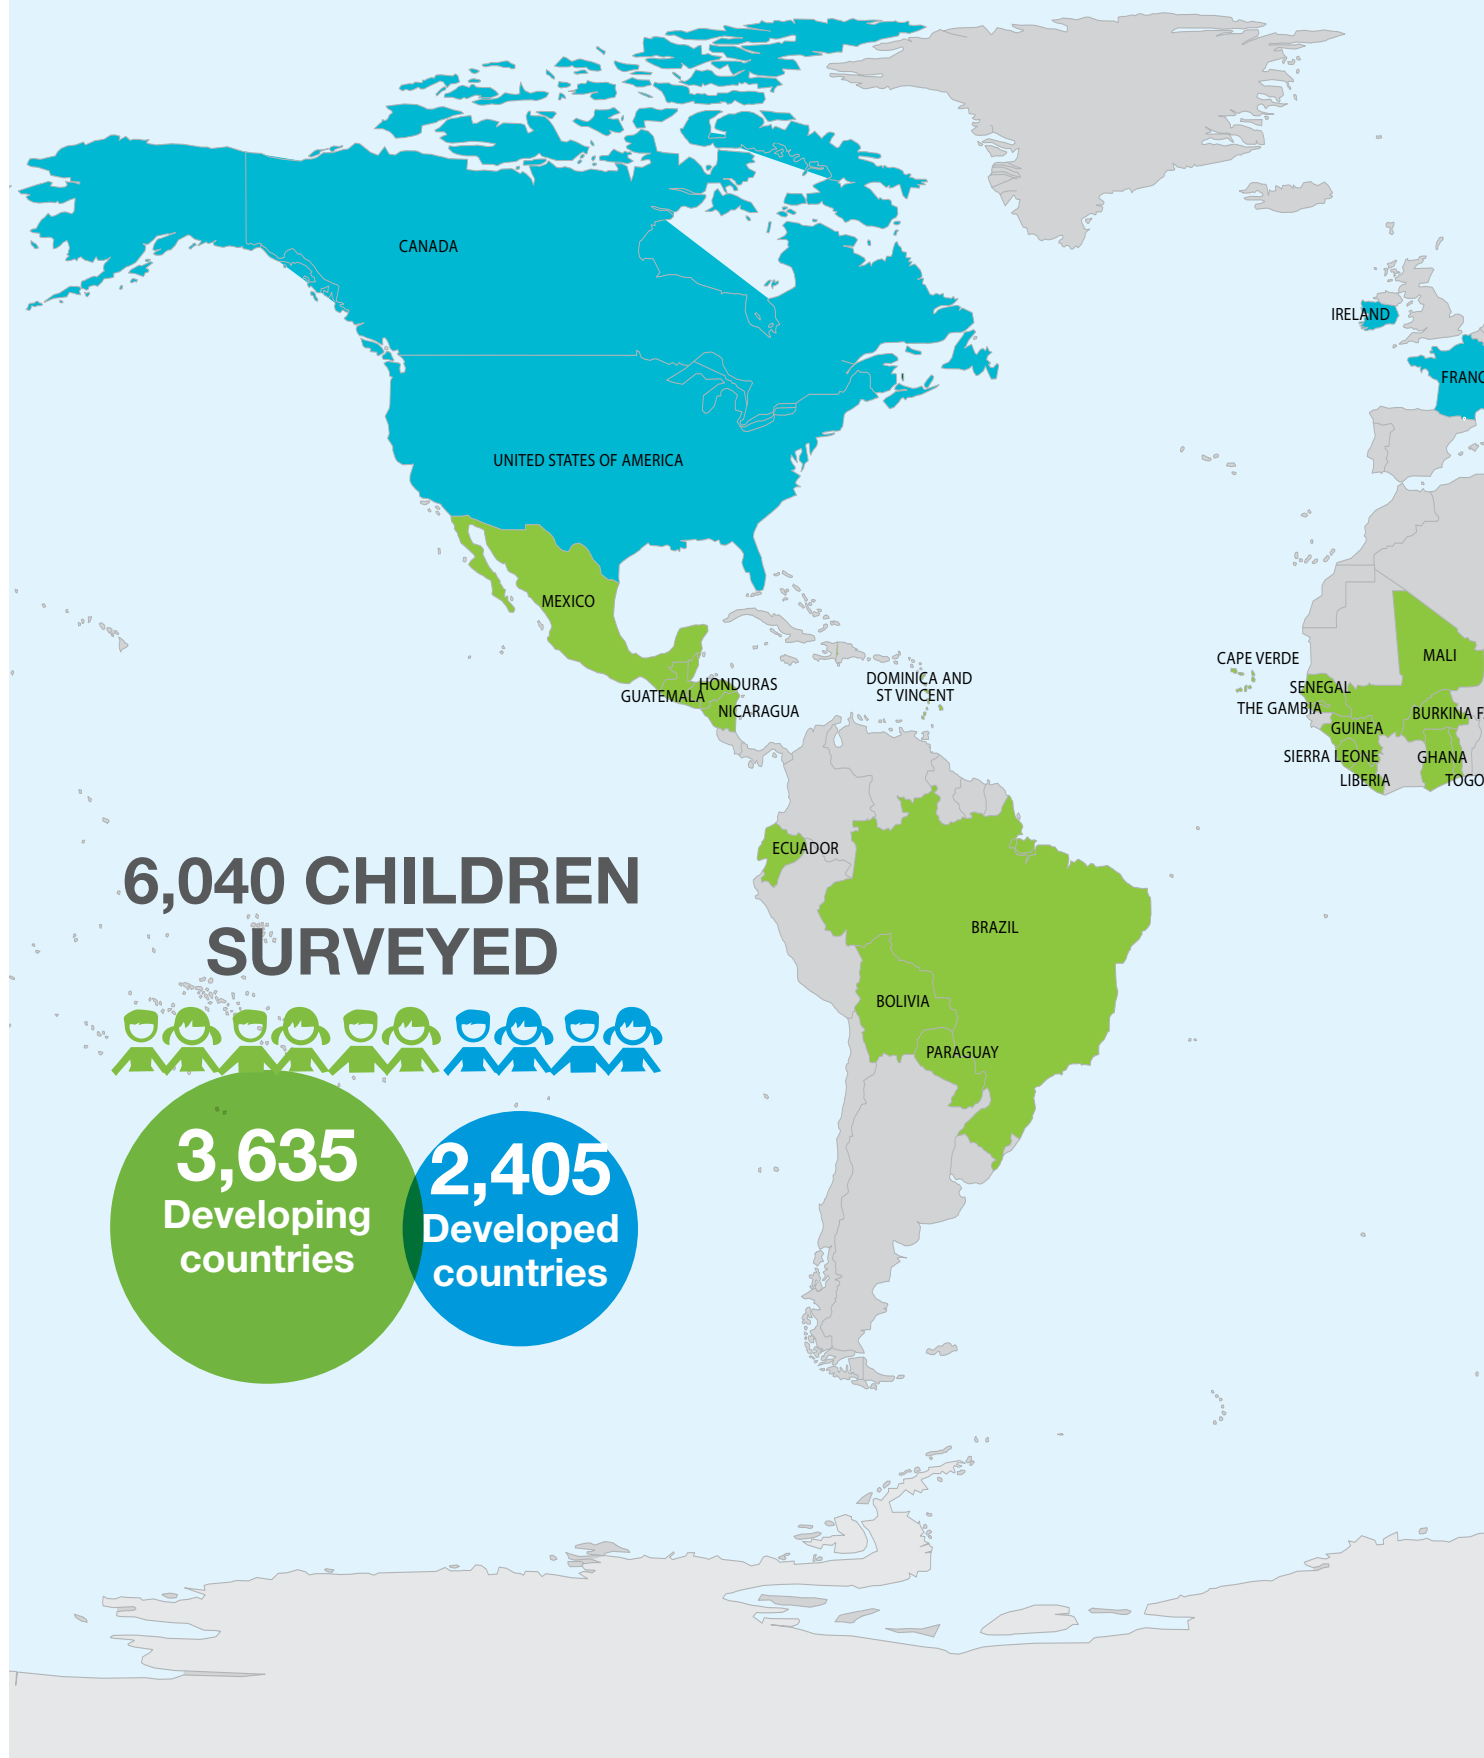 CANADA
IRELAND
FRANC
UNITED STATES OF AMERICA
MEXICO
MALI
CAPE VERDE
DOMINICA AND
ST VINCENT
HONDURAS
GUATEMALA
NICARAGUA
SENEGAL
THE GAMBIA
BURKINA F
GUINEA
SIERRA LEONE
GHANA
LIBERIA
TOGO
ECUADOR
BRAZIL
BOLIVIA
PARAGUAY
6,040 CHILDREN
SURVEYED
3,635
Developing
countries
2,405
Developed
countries